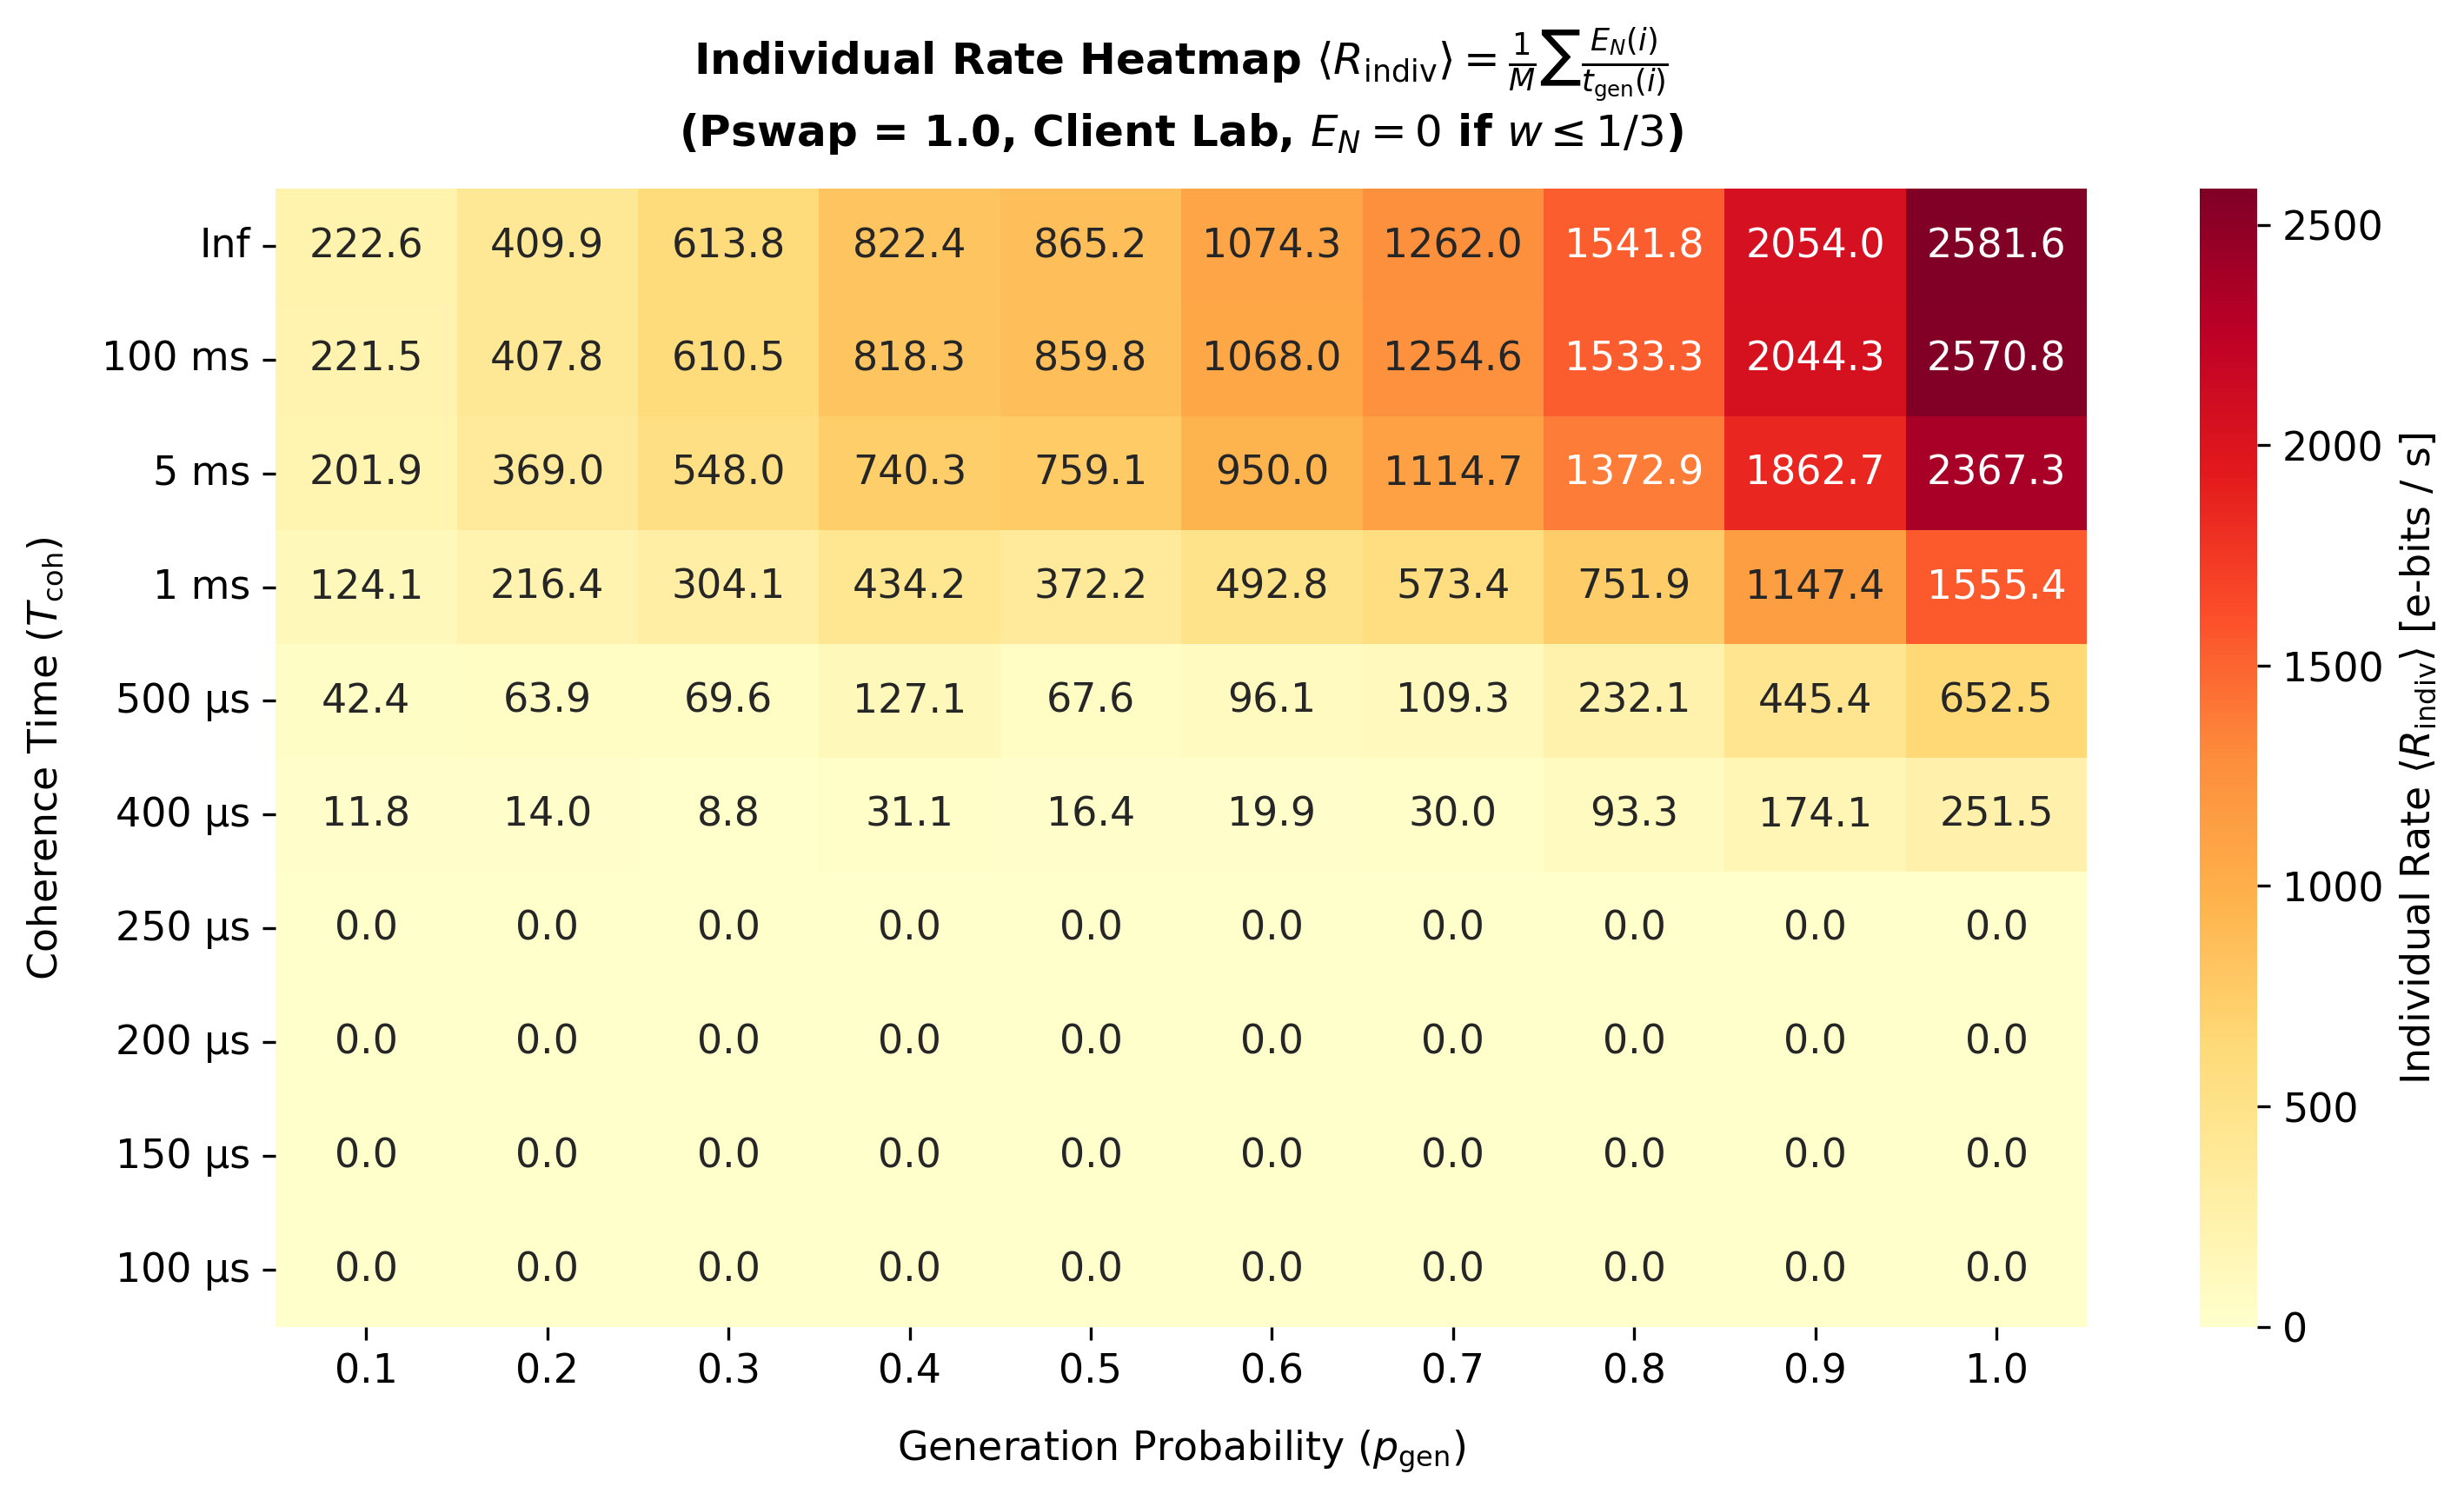 Individual Rate Heatmap ⟨R_indiv⟩ = 1/M ∑ E_N(i)/t_gen(i)
(Pswap = 1.0, Client Lab, E_N = 0 if w ≤ 1/3)
Coherence Time (T_coh)
Inf 222.6 409.9 613.8 822.4 865.2 1074.3 1262.0 1541.8 2054.0 2581.6
100 ms 221.5 407.8 610.5 818.3 859.8 1068.0 1254.6 1533.3 2044.3 2570.8
5 ms 201.9 369.0 548.0 740.3 759.1 950.0 1114.7 1372.9 1862.7 2367.3
1 ms 124.1 216.4 304.1 434.2 372.2 492.8 573.4 751.9 1147.4 1555.4
500 µs 42.4 63.9 69.6 127.1 67.6 96.1 109.3 232.1 445.4 652.5
400 µs 11.8 14.0 8.8 31.1 16.4 19.9 30.0 93.3 174.1 251.5
250 µs 0.0 0.0 0.0 0.0 0.0 0.0 0.0 0.0 0.0 0.0
200 µs 0.0 0.0 0.0 0.0 0.0 0.0 0.0 0.0 0.0 0.0
150 µs 0.0 0.0 0.0 0.0 0.0 0.0 0.0 0.0 0.0 0.0
100 µs 0.0 0.0 0.0 0.0 0.0 0.0 0.0 0.0 0.0 0.0
0.1 0.2 0.3 0.4 0.5 0.6 0.7 0.8 0.9 1.0
Generation Probability (p_gen)
2500
2000
1500
1000
500
0
Individual Rate ⟨R_indiv⟩ [e-bits / s]